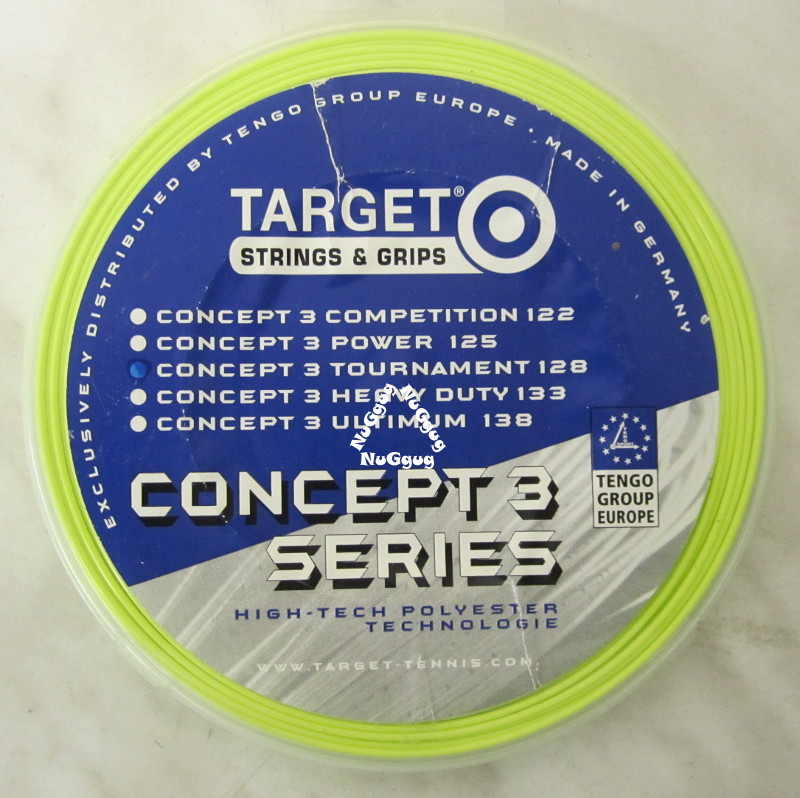 EXCLUSIVELY DISTRIBUTED BY TENGO GROUP EUROPE · MADE IN GERMANY
TARGET®
STRINGS & GRIPS
CONCEPT 3 COMPETITION 122
CONCEPT 3 POWER 125
CONCEPT 3 TOURNAMENT 128
CONCEPT 3 HEAVY DUTY 133
CONCEPT 3 ULTIMUM 138
NuGgug NuGgug
NuGgug
TENGO
GROUP
EUROPE
CONCEPT 3
SERIES
HIGH-TECH POLYESTER
TECHNOLOGIE
WWW.TARGET-TENNIS.COM